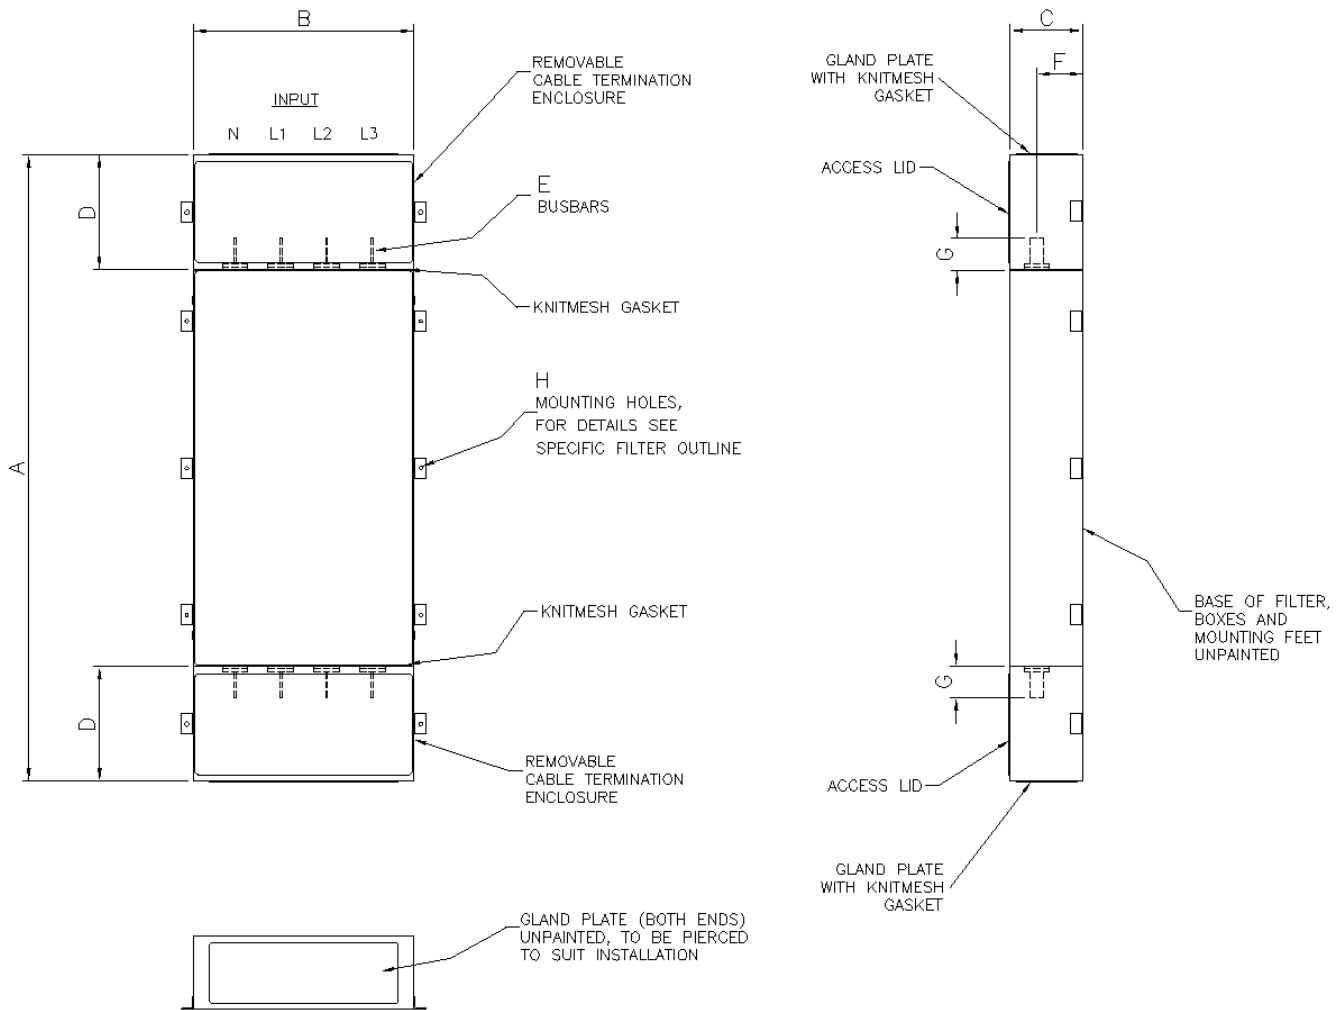 B
C
F
REMOVABLE
CABLE TERMINATION
ENCLOSURE
GLAND PLATE
WITH KNITMESH
GASKET
INPUT
N L1 L2 L3
ACCESS LID
D
E
BUSBARS
G
KNITMESH GASKET
H
MOUNTING HOLES,
FOR DETAILS SEE
SPECIFIC FILTER OUTLINE
A
KNITMESH GASKET
BASE OF FILTER,
BOXES AND
MOUNTING FEET
UNPAINTED
G
D
REMOVABLE
CABLE TERMINATION
ENCLOSURE
ACCESS LID
GLAND PLATE
WITH KNITMESH
GASKET
GLAND PLATE (BOTH ENDS)
UNPAINTED, TO BE PIERCED
TO SUIT INSTALLATION